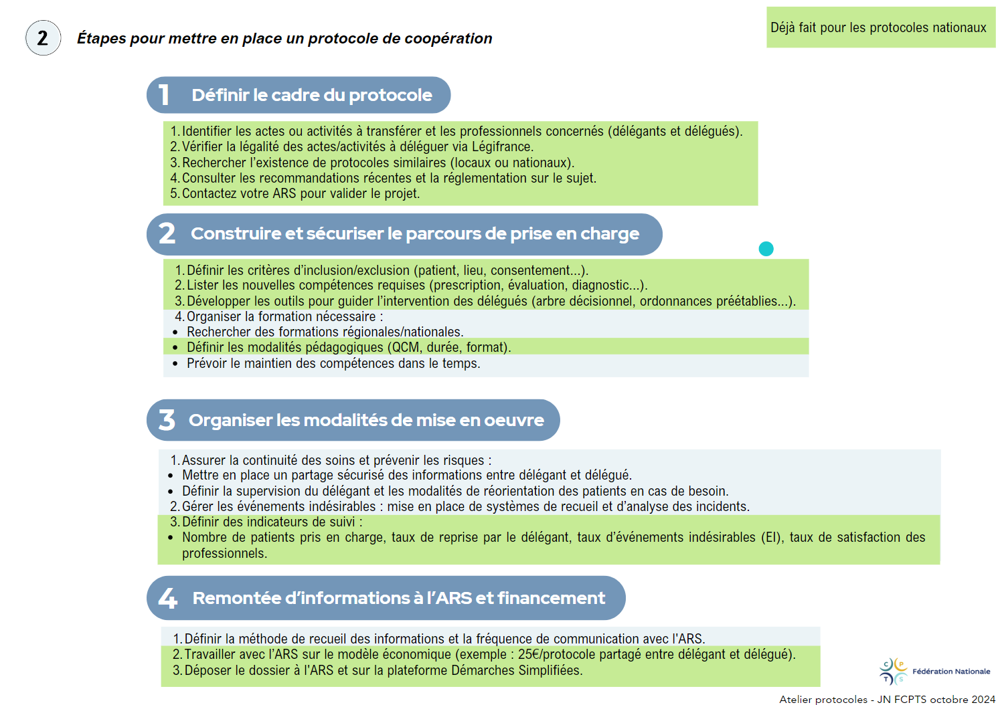 2
Étapes pour mettre en place un protocole de coopération
Déjà fait pour les protocoles nationaux
1 Définir le cadre du protocole
1. Identifier les actes ou activités à transférer et les professionnels concernés (délégants et délégués).
2. Vérifier la légalité des actes/activités à déléguer via Légifrance.
3. Rechercher l'existence de protocoles similaires (locaux ou nationaux).
4. Consulter les recommandations récentes et la réglementation sur le sujet.
5. Contactez votre ARS pour valider le projet.
2 Construire et sécuriser le parcours de prise en charge
1. Définir les critères d'inclusion/exclusion (patient, lieu, consentement...).
2. Lister les nouvelles compétences requises (prescription, évaluation, diagnostic...).
3. Développer les outils pour guider l'intervention des délégués (arbre décisionnel, ordonnances préétablies...).
4. Organiser la formation nécessaire :
• Rechercher des formations régionales/nationales.
• Définir les modalités pédagogiques (QCM, durée, format).
• Prévoir le maintien des compétences dans le temps.
3 Organiser les modalités de mise en oeuvre
1. Assurer la continuité des soins et prévenir les risques :
• Mettre en place un partage sécurisé des informations entre délégant et délégué.
• Définir la supervision du délégant et les modalités de réorientation des patients en cas de besoin.
2. Gérer les événements indésirables : mise en place de systèmes de recueil et d'analyse des incidents.
3. Définir des indicateurs de suivi :
• Nombre de patients pris en charge, taux de reprise par le délégant, taux d'événements indésirables (EI), taux de satisfaction des
professionnels.
4 Remontée d'informations à l'ARS et financement
1. Définir la méthode de recueil des informations et la fréquence de communication avec l'ARS.
2. Travailler avec l'ARS sur le modèle économique (exemple : 25€/protocole partagé entre délégant et délégué).
3. Déposer le dossier à l'ARS et sur la plateforme Démarches Simplifiées.
C P T S Fédération Nationale
Atelier protocoles - JN FCPTS octobre 2024